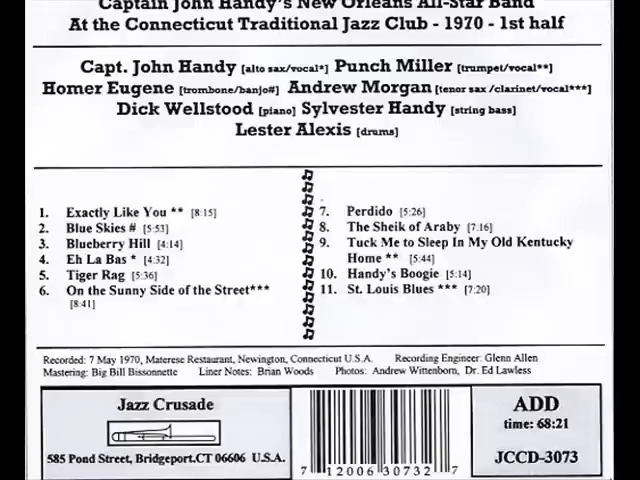 Captain John Handy's New Orleans All-Star Band
At the Connecticut Traditional Jazz Club - 1970 - 1st half
Capt. John Handy [alto sax/vocal*] Punch Miller [trumpet/vocal**]
Homer Eugene [trombone/banjo#] Andrew Morgan [tenor sax /clarinet/vocal***]
Dick Wellstood [piano] Sylvester Handy [string bass]
Lester Alexis [drums]
1. Exactly Like You ** [8:15]
2. Blue Skies # [5:53]
3. Blueberry Hill [4:14]
4. Eh La Bas * [4:32]
5. Tiger Rag [5:36]
6. On the Sunny Side of the Street***
[8:41]
7. Perdido [5:26]
8. The Sheik of Araby [7:16]
9. Tuck Me to Sleep In My Old Kentucky
Home ** [5:44]
10. Handy's Boogie [5:14]
11. St. Louis Blues *** [7:20]
Recorded: 7 May 1970, Materese Restaurant, Newington, Connecticut U.S.A. Recording Engineer: Glenn Allen
Mastering: Big Bill Bissonnette Liner Notes: Brian Woods Photos: Andrew Wittenborn, Dr. Ed Lawless
Jazz Crusade
585 Pond Street, Bridgeport.CT 06606 U.S.A.
7 12006 30732 7
ADD
time: 68:21
JCCD-3073